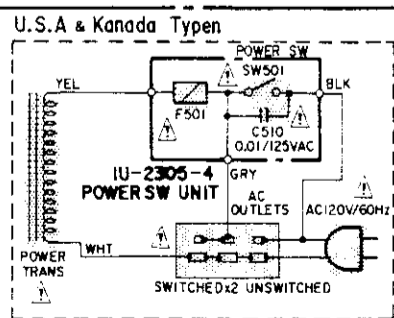 U.S.A & Kanada Typen
POWER SW
SW501
YEL
BLK
F501
C510
0.01/125VAC
IU-2305-4
POWER SW UNIT
GRY
AC
OUTLETS
AC120V/60Hz
WHT
POWER
TRANS
SWITCHEDx2 UNSWITCHED